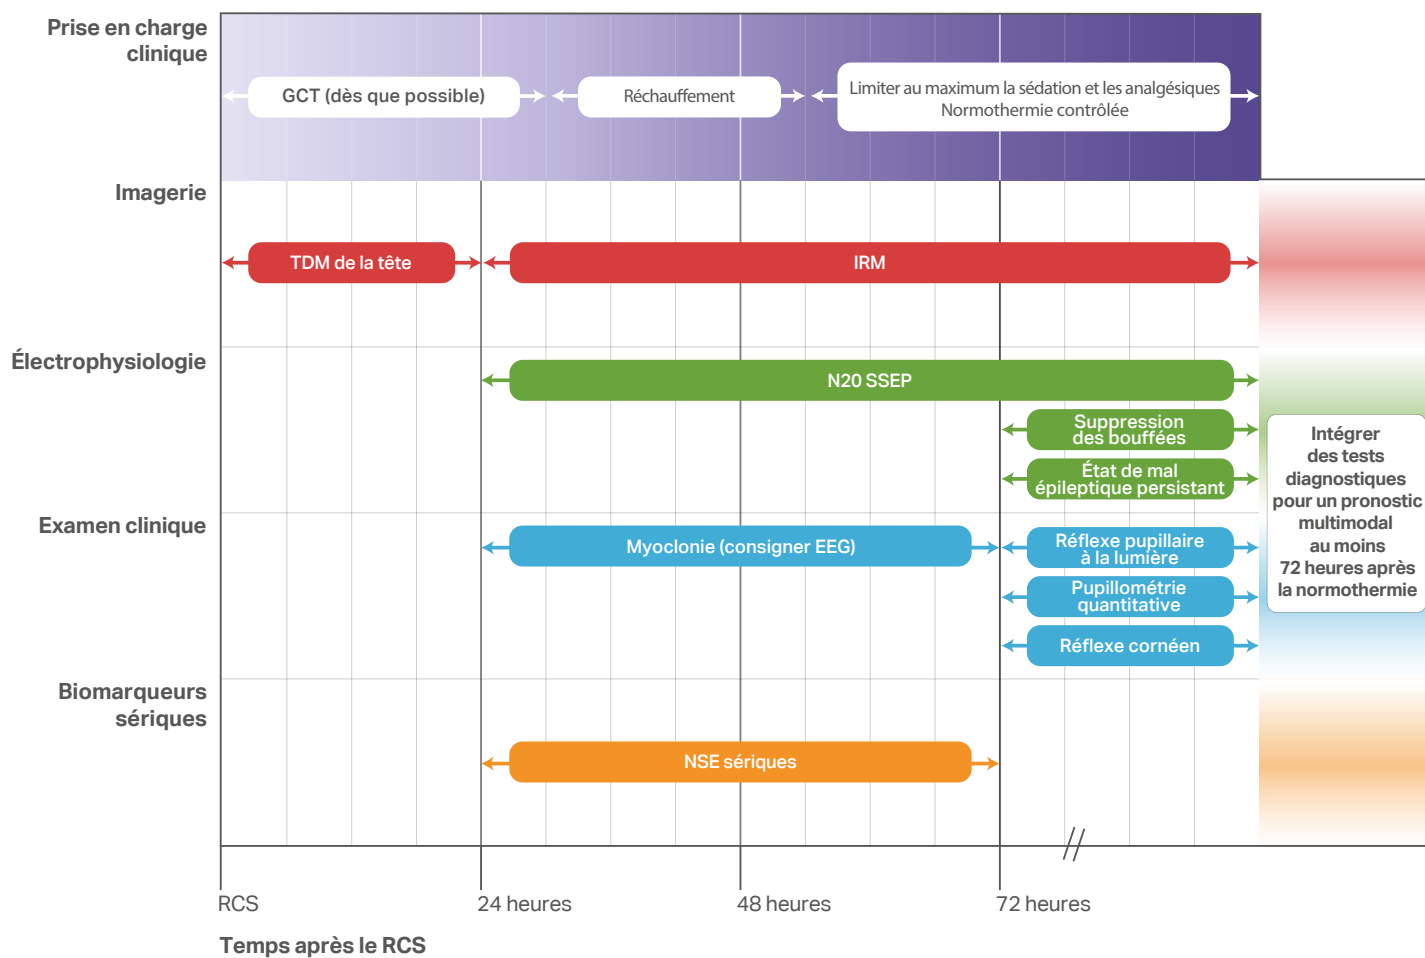 Prise en charge
clinique
GCT (dès que possible)
Réchauffement
Limiter au maximum la sédation et les analgésiques
Normothermie contrôlée
Imagerie
TDM de la tête
IRM
Électrophysiologie
N20 SSEP
Suppression
des bouffées
État de mal
épileptique persistant
Examen clinique
Myoclonie (consigner EEG)
Réflexe pupillaire
à la lumière
Pupillométrie
quantitative
Réflexe cornéen
Biomarqueurs
sériques
NSE sériques
Intégrer
des tests
diagnostiques
pour un pronostic
multimodal
au moins
72 heures après
la normothermie
RCS
24 heures
48 heures
72 heures
Temps après le RCS